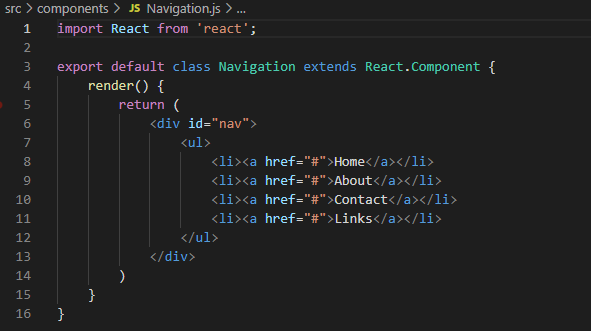 src > components > JS Navigation.js > ...
1 import React from 'react';
2
3 export default class Navigation extends React.Component {
4     render() {
5         return (
6             <div id="nav">
7                 <ul>
8                     <li><a href="#">Home</a></li>
9                     <li><a href="#">About</a></li>
10                     <li><a href="#">Contact</a></li>
11                     <li><a href="#">Links</a></li>
12                 </ul>
13             </div>
14         )
15     }
16 }